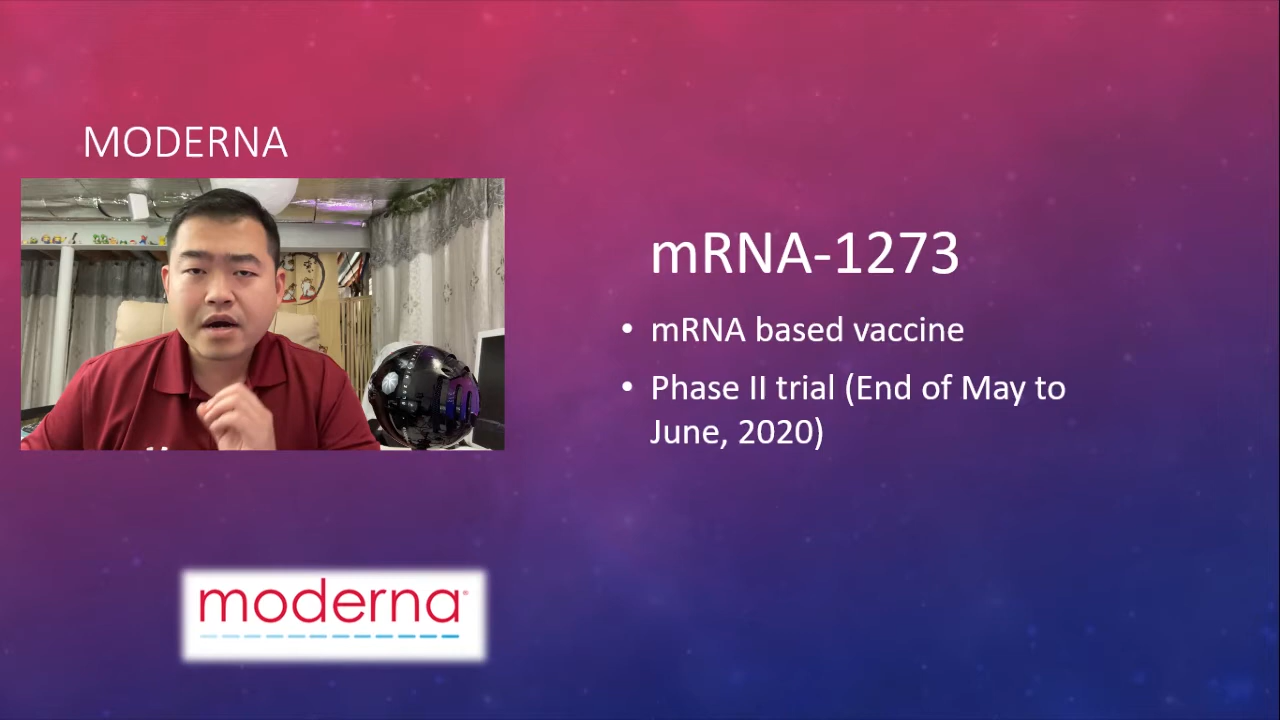 MODERNA
mRNA-1273
• mRNA based vaccine
• Phase II trial (End of May to
June, 2020)
moderna